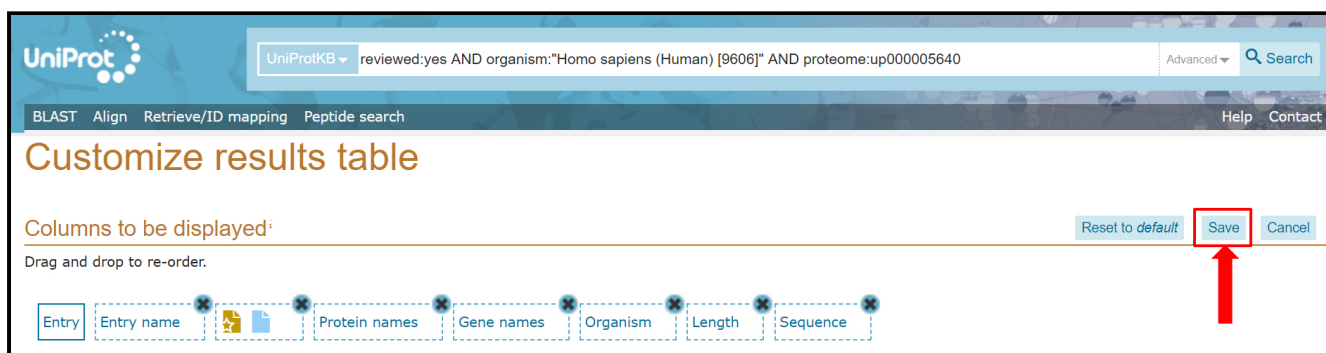 UniProt
UniProtKB reviewed:yes AND organism:"Homo sapiens (Human) [9606]" AND proteome:up000005640 Advanced Search
BLAST Align Retrieve/ID mapping Peptide search Help Contact
Customize results table
Columns to be displayedⁱ Reset to default Save Cancel
Drag and drop to re-order.
Entry Entry name Protein names Gene names Organism Length Sequence